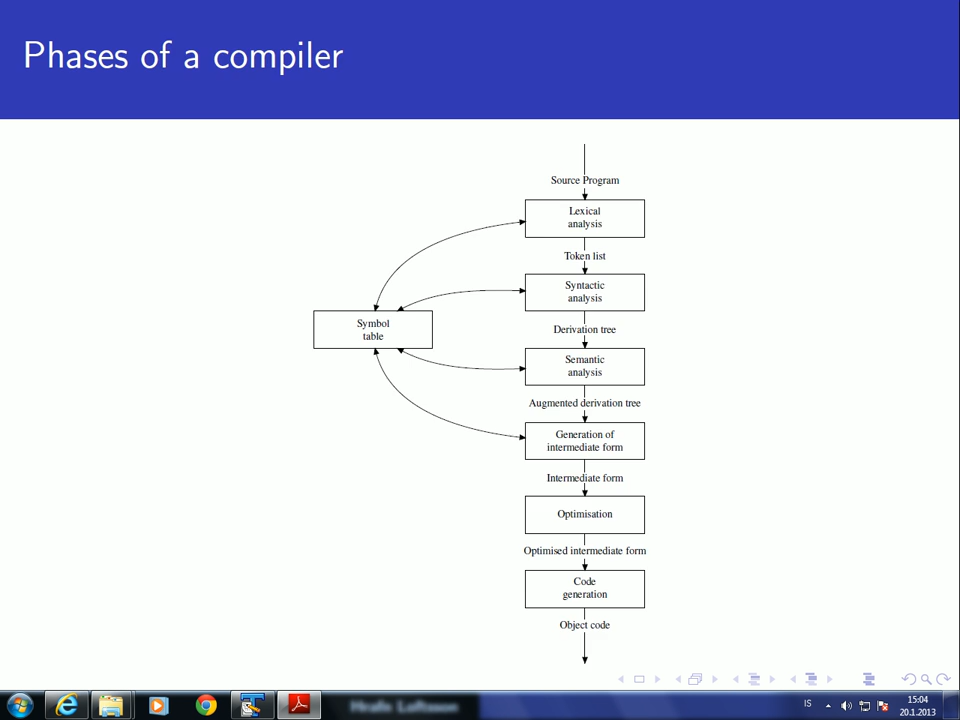 Phases of a compiler
Source Program
Lexical
analysis
Token list
Syntactic
analysis
Symbol
table
Derivation tree
Semantic
analysis
Augmented derivation tree
Generation of
intermediate form
Intermediate form
Optimisation
Optimised intermediate form
Code
generation
Object code
Hrafn Loftsson
IS
15:04
20.1.2013